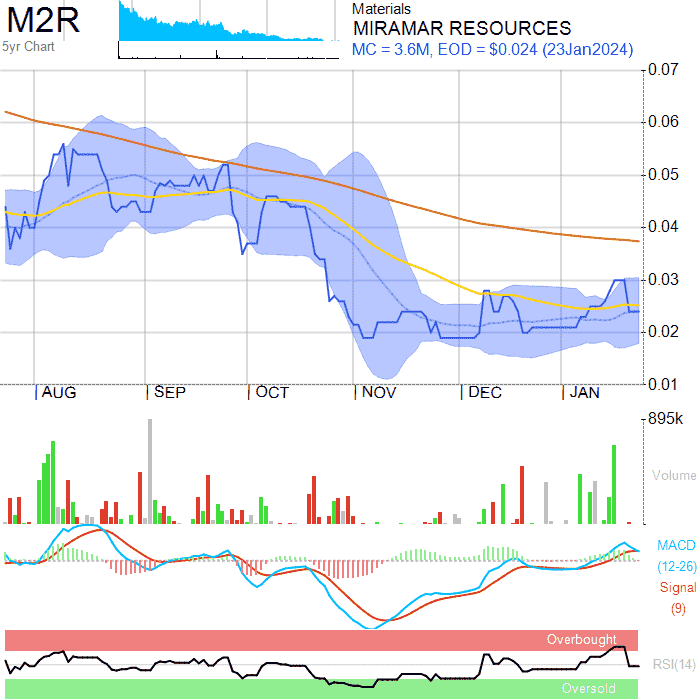 M2R
5yr Chart
Materials
MIRAMAR RESOURCES
MC = 3.6M, EOD = $0.024 (23Jan2024)
0.07
0.06
0.05
0.04
0.03
0.02
0.01
AUG SEP OCT NOV DEC JAN
895k
Volume
MACD
(12-26)
Signal
(9)
Overbought
RSI(14)
Oversold